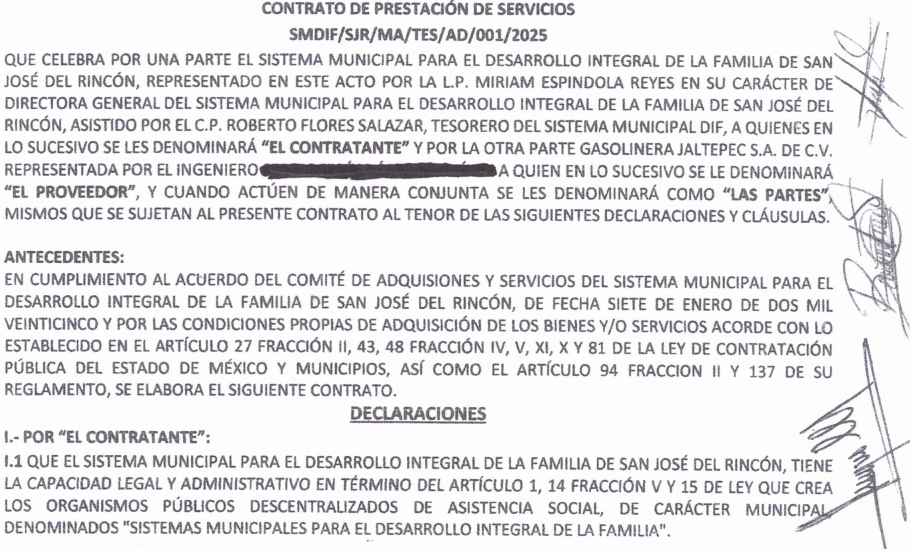 CONTRATO DE PRESTACIÓN DE SERVICIOS
SMDIF/SJR/MA/TES/AD/001/2025
QUE CELEBRA POR UNA PARTE EL SISTEMA MUNICIPAL PARA EL DESARROLLO INTEGRAL DE LA FAMILIA DE SAN
JOSÉ DEL RINCÓN, REPRESENTADO EN ESTE ACTO POR LA L.P. MIRIAM ESPINDOLA REYES EN SU CARÁCTER DE
DIRECTORA GENERAL DEL SISTEMA MUNICIPAL PARA EL DESARROLLO INTEGRAL DE LA FAMILIA DE SAN JOSÉ DEL
RINCÓN, ASISTIDO POR EL C.P. ROBERTO FLORES SALAZAR, TESORERO DEL SISTEMA MUNICIPAL DIF, A QUIENES EN
LO SUCESIVO SE LES DENOMINARÁ "EL CONTRATANTE" Y POR LA OTRA PARTE GASOLINERA JALTEPEC S.A. DE C.V.
REPRESENTADA POR EL INGENIERO A QUIEN EN LO SUCESIVO SE LE DENOMINARÁ
"EL PROVEEDOR", Y CUANDO ACTÚEN DE MANERA CONJUNTA SE LES DENOMINARÁ COMO "LAS PARTES",
MISMOS QUE SE SUJETAN AL PRESENTE CONTRATO AL TENOR DE LAS SIGUIENTES DECLARACIONES Y CLÁUSULAS.
ANTECEDENTES:
EN CUMPLIMIENTO AL ACUERDO DEL COMITÉ DE ADQUISIONES Y SERVICIOS DEL SISTEMA MUNICIPAL PARA EL
DESARROLLO INTEGRAL DE LA FAMILIA DE SAN JOSÉ DEL RINCÓN, DE FECHA SIETE DE ENERO DE DOS MIL
VEINTICINCO Y POR LAS CONDICIONES PROPIAS DE ADQUISICIÓN DE LOS BIENES Y/O SERVICIOS ACORDE CON LO
ESTABLECIDO EN EL ARTÍCULO 27 FRACCIÓN II, 43, 48 FRACCIÓN IV, V, XI, X Y 81 DE LA LEY DE CONTRATACIÓN
PÚBLICA DEL ESTADO DE MÉXICO Y MUNICIPIOS, ASÍ COMO EL ARTÍCULO 94 FRACCION II Y 137 DE SU
REGLAMENTO, SE ELABORA EL SIGUIENTE CONTRATO.
DECLARACIONES
I.- POR "EL CONTRATANTE":
I.1 QUE EL SISTEMA MUNICIPAL PARA EL DESARROLLO INTEGRAL DE LA FAMILIA DE SAN JOSÉ DEL RINCÓN, TIENE
LA CAPACIDAD LEGAL Y ADMINISTRATIVO EN TÉRMINO DEL ARTÍCULO 1, 14 FRACCIÓN V Y 15 DE LEY QUE CREA
LOS ORGANISMOS PÚBLICOS DESCENTRALIZADOS DE ASISTENCIA SOCIAL, DE CARÁCTER MUNICIPAL,
DENOMINADOS "SISTEMAS MUNICIPALES PARA EL DESARROLLO INTEGRAL DE LA FAMILIA".